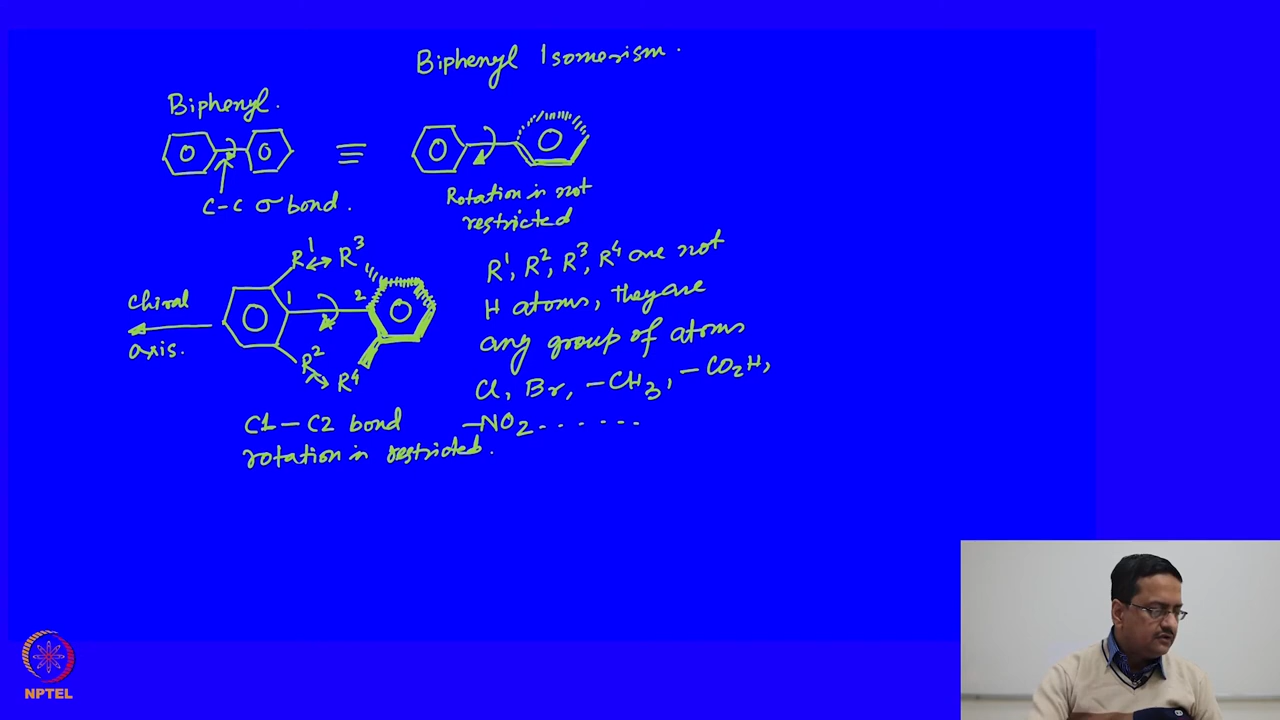 Biphenyl Isomerism.
Biphenyl.
≡
C-C σ bond.
Rotation is not
restricted
R¹ ↔ R³
1 2
R² R⁴
chiral
axis.
C1-C2 bond
rotation is restricted.
R¹, R², R³, R⁴ are not
H atoms, they are
any group of atoms
Cl, Br, -CH₃, -CO₂H,
-NO₂......
NPTEL